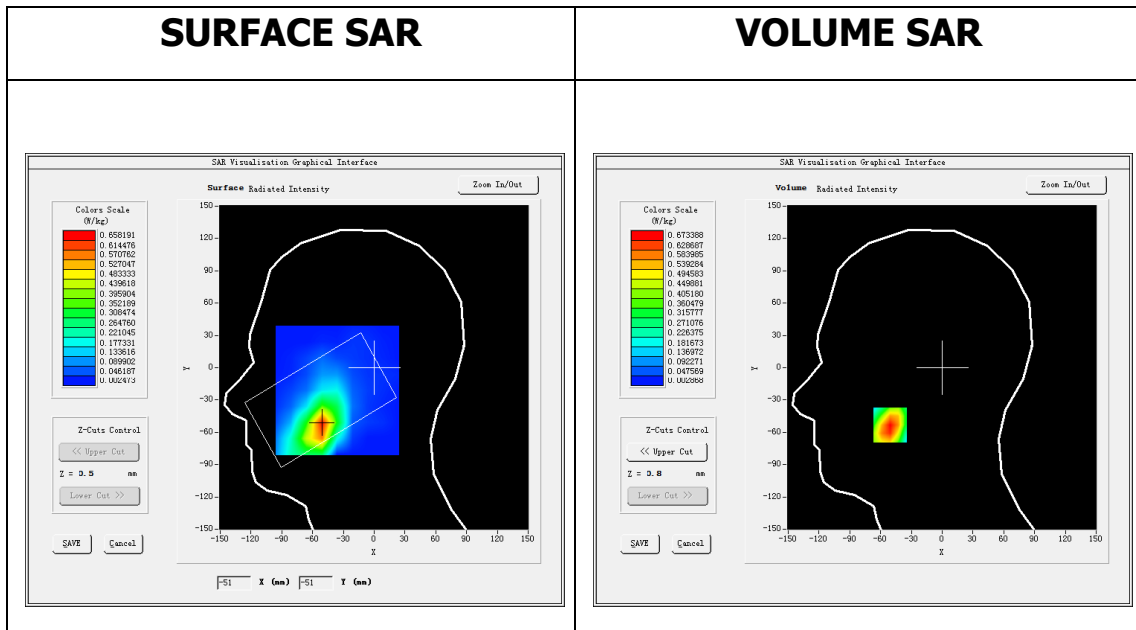 SURFACE SAR
VOLUME SAR
SAR Visualisation Graphical Interface
Surface Radiated Intensity
Zoom In/Out
Colors Scale
(W/kg)
0.658191
0.614476
0.570762
0.527047
0.483333
0.439618
0.395904
0.352189
0.308474
0.264760
0.221045
0.177331
0.133616
0.089902
0.046187
0.002473
Z-Cuts Control
<< Upper Cut
Z = 0.5 mm
Lower Cut >>
SAVE Cancel
150
120
90
60
30
0
-30
-60
-90
-120
-150
Y
-150 -120 -90 -60 -30 0 30 60 90 120 150
X
-51 X (mm) -51 Y (mm)
SAR Visualisation Graphical Interface
Volume Radiated Intensity
Zoom In/Out
Colors Scale
(W/kg)
0.673388
0.628687
0.583985
0.539284
0.494583
0.449881
0.405180
0.360479
0.315777
0.271076
0.226375
0.181673
0.136972
0.092271
0.047569
0.002868
Z-Cuts Control
<< Upper Cut
Z = 0.8 mm
Lower Cut >>
SAVE Cancel
150
120
90
60
30
0
-30
-60
-90
-120
-150
Y
-150 -120 -90 -60 -30 0 30 60 90 120 150
X